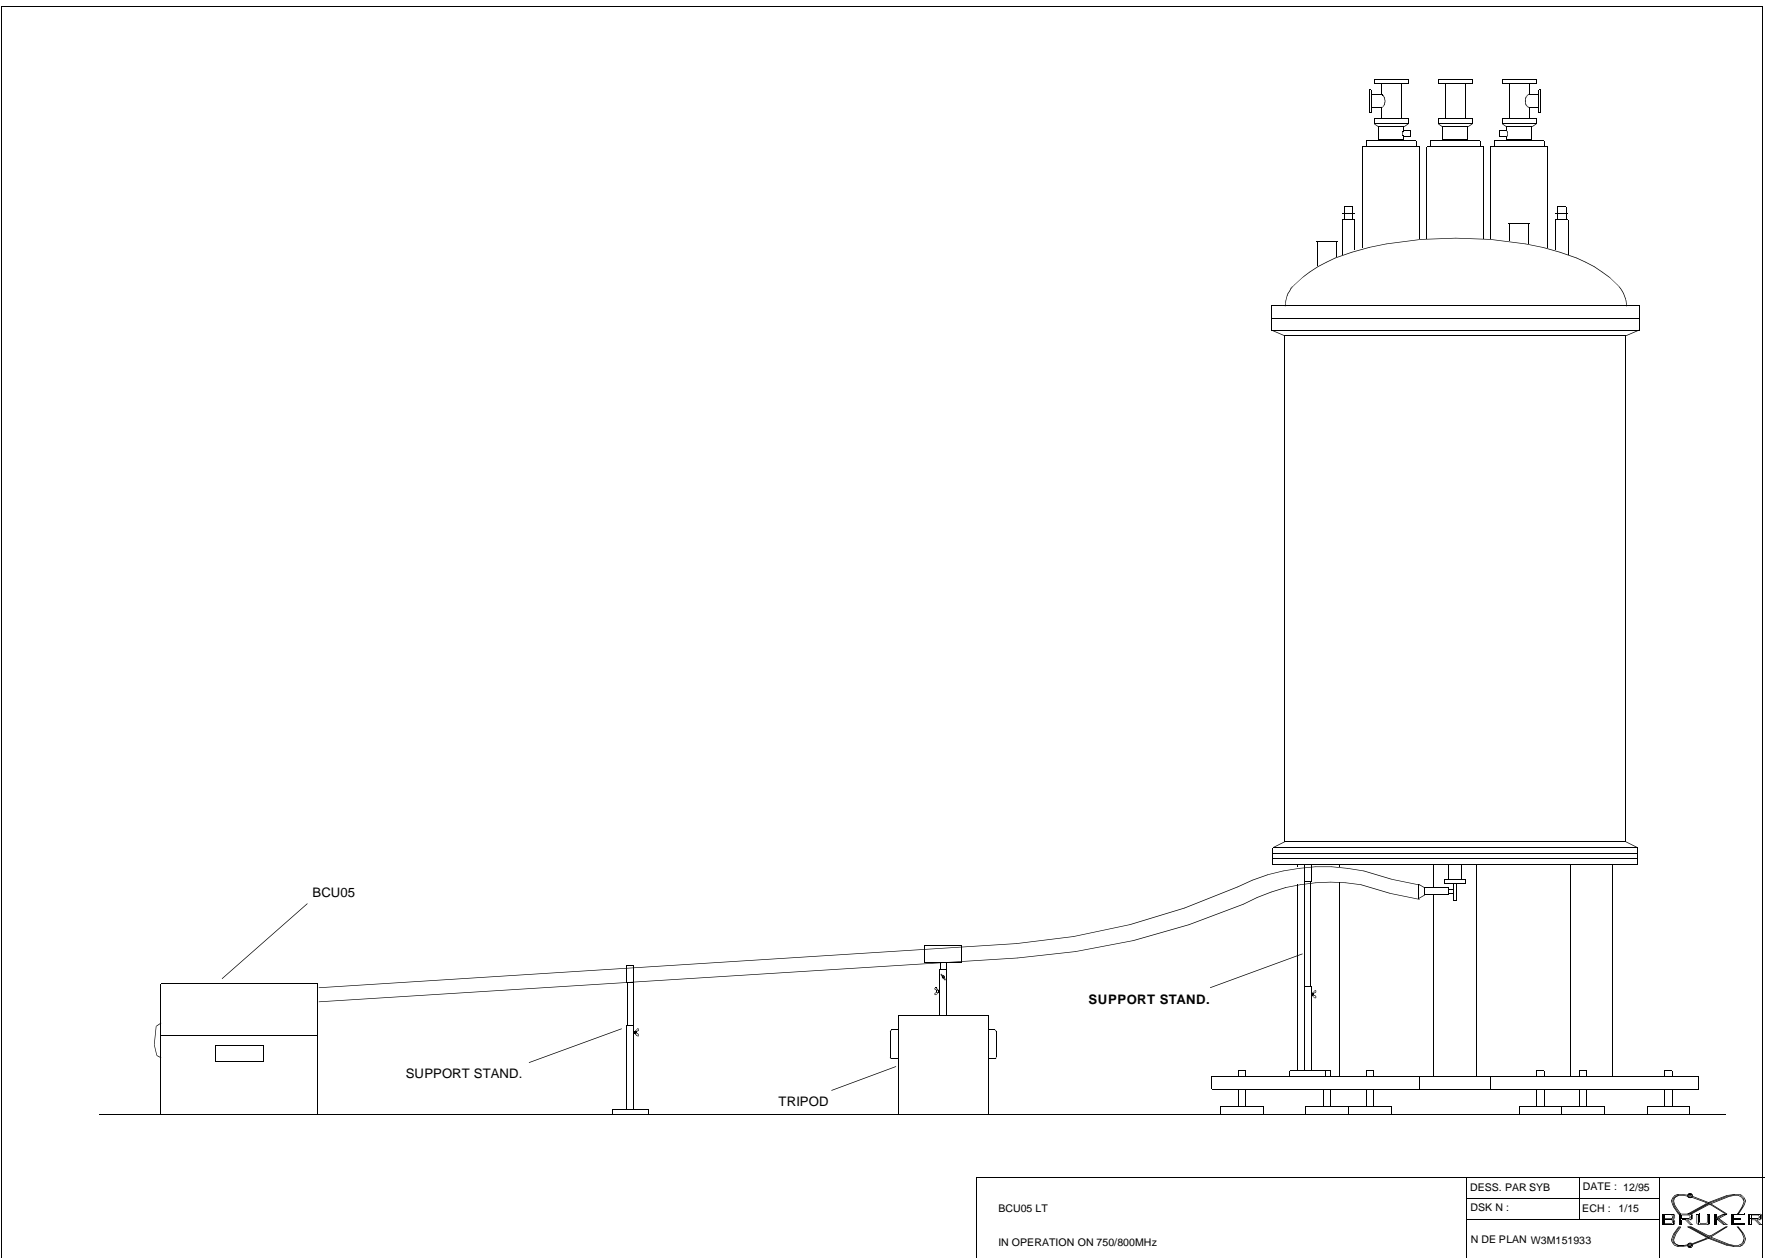 BCU05
SUPPORT STAND.
SUPPORT STAND.
TRIPOD
BCU05 LT
IN OPERATION ON 750/800MHz
DESS. PAR SYB
DATE : 12/95
DSK N :
ECH : 1/15
N DE PLAN W3M151933
BRUKER